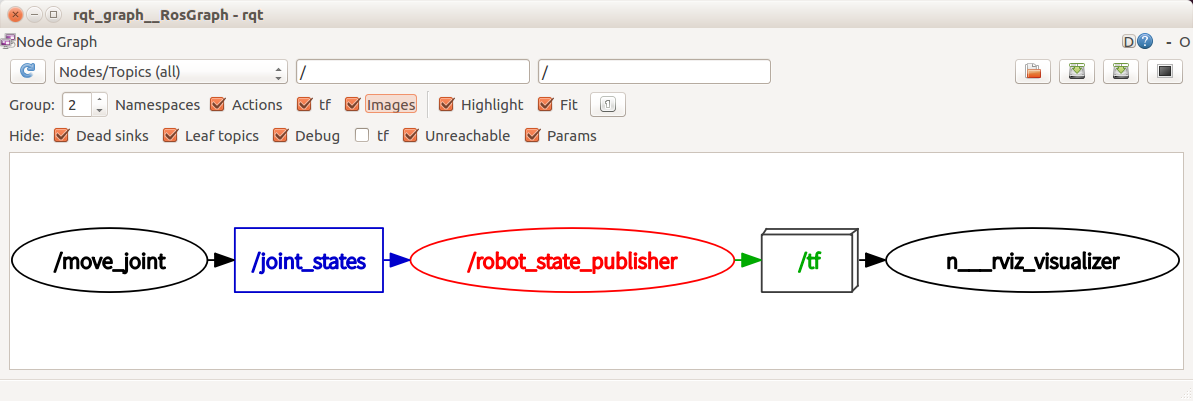 rqt_graph__RosGraph - rqt
Node Graph D ? - O
Nodes/Topics (all) / /
Group: 2 Namespaces Actions tf Images Highlight Fit
Hide: Dead sinks Leaf topics Debug tf Unreachable Params
/move_joint /joint_states /robot_state_publisher /tf n___rviz_visualizer